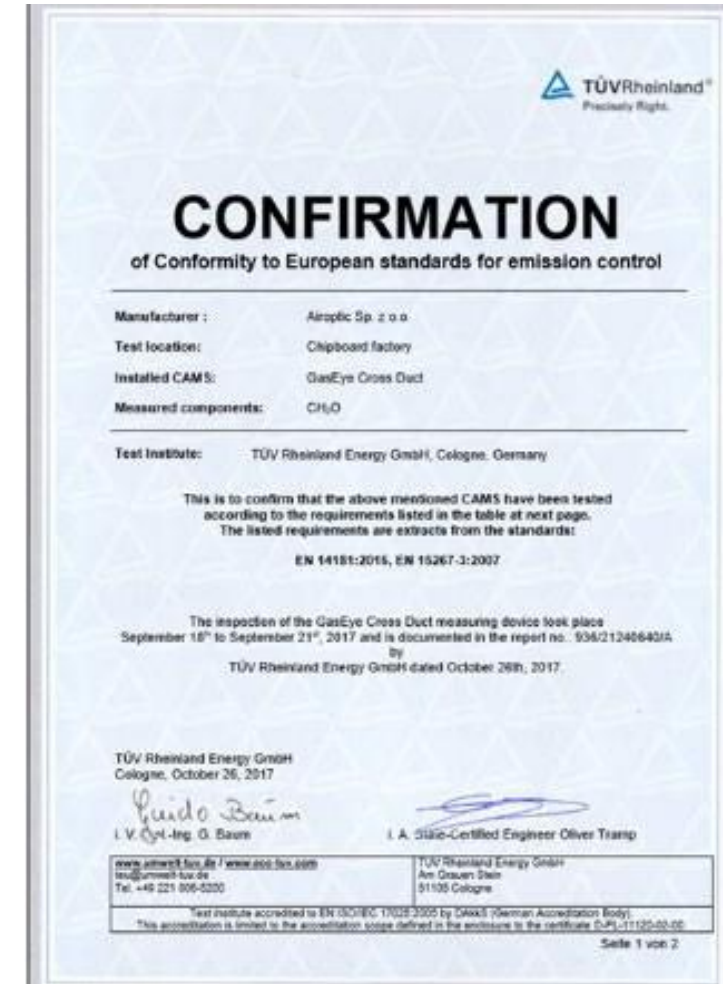 TÜVRheinland®
Precisely Right.
CONFIRMATION
of Conformity to European standards for emission control
Manufacturer : Airoptic Sp. z o.o
Test location: Chipboard factory
Installed CAMS: GasEye Cross Duct
Measured components: CH₂O
Test Institute: TÜV Rheinland Energy GmbH, Cologne, Germany
This is to confirm that the above mentioned CAMS have been tested
according to the requirements listed in the table at next page.
The listed requirements are extracts from the standards:
EN 14181:2015, EN 15267-3:2007
The inspection of the GasEye Cross Duct measuring device took place
September 18th to September 21st, 2017 and is documented in the report no.: 936/21240640/A
by
TÜV Rheinland Energy GmbH dated October 26th, 2017.
TÜV Rheinland Energy GmbH
Cologne, October 26, 2017
Guido Baum
I. V. Dipl.-Ing. G. Baum I. A. State-Certified Engineer Oliver Tramp
www.umwelt-tuv.de / www.eco-tuv.com TÜV Rheinland Energy GmbH
teu@umwelt-tuv.de Am Grauen Stein
Tel. +49 221 806-5200 51105 Cologne
Test institute accredited to EN ISO/IEC 17025:2005 by DAkkS (German Accreditation Body).
This accreditation is limited to the accreditation scope defined in the enclosure to the certificate D-PL-11120-02-00.
Seite 1 von 2